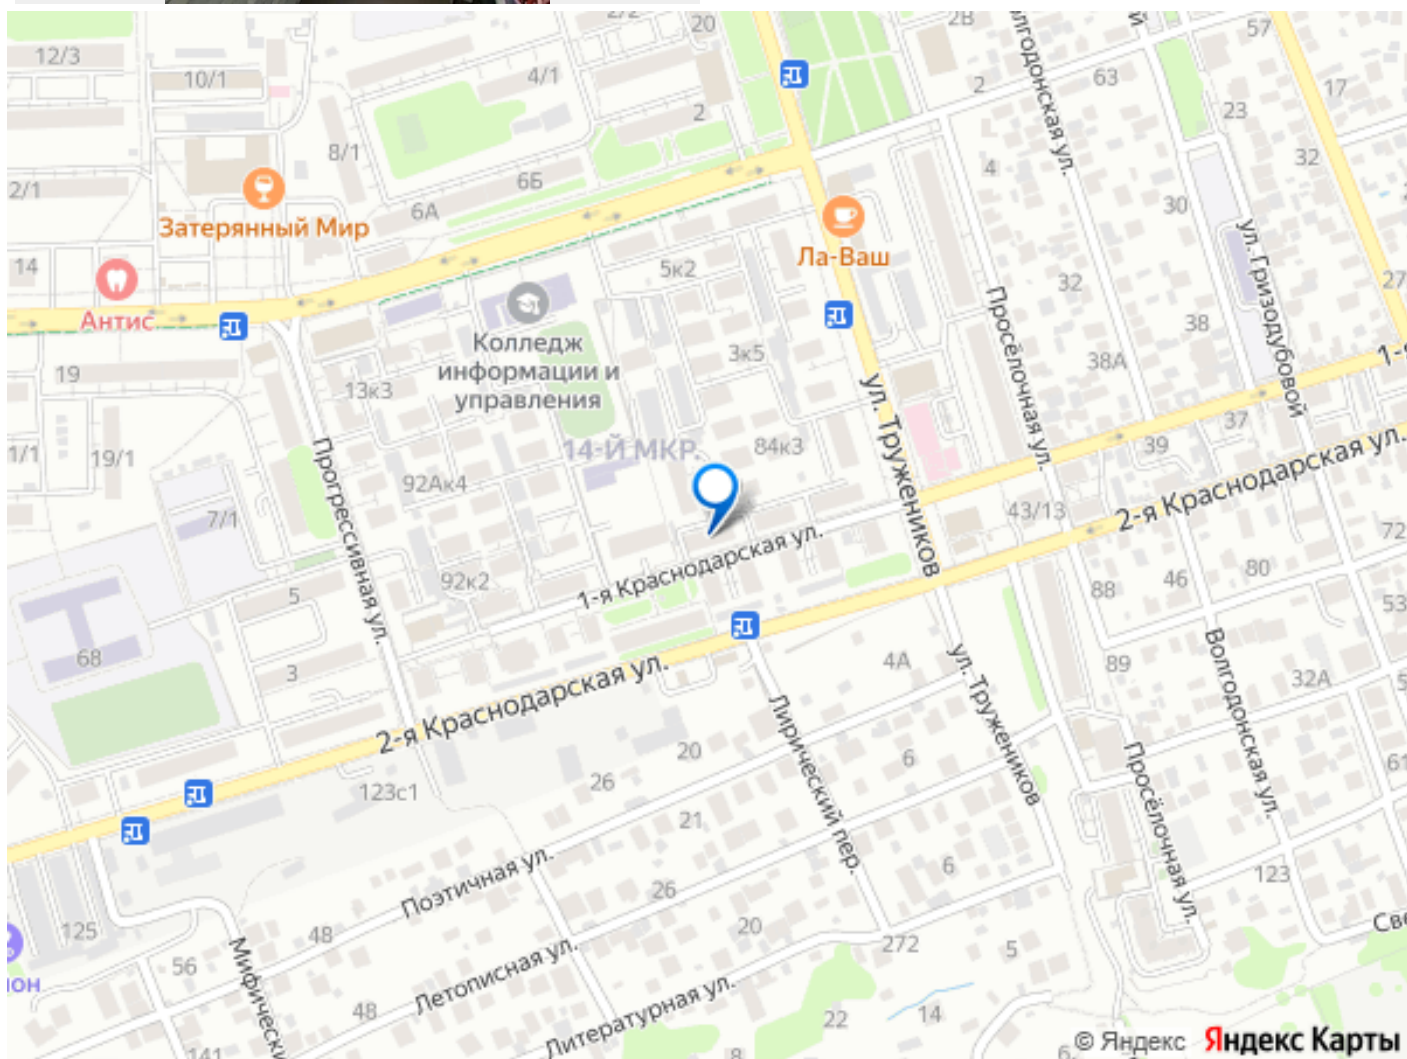 12/3
10/1
4/1
2/2
20
2В
2
63
57
17
23
32
8/1
2
2/1
6Б
6А
4
30
Волгодонская ул.
Затерянный Мир
14
Антис
Ла-Ваш
5к2
32
ул. Гризодубовой
27
Колледж
информации и
управления
3к5
Просёлочная ул.
38
38А
19
13к3
ул. Тружеников
37
39
1/1
19/1
14-Й МКР.
84к3
Прогрессивная ул.
92Ак4
7/1
43/13
2-я Краснодарская ул.
72
1-я Краснодарская ул.
92к2
5
88
46
80
53
68
3
4А
89
32А
2-я Краснодарская ул.
ул. Тружеников
Волгодонская ул.
20
6
Лирический пер.
61
123с1
26
21
Просёлочная ул.
6
123
Поэтичная ул.
26
125
48
20
272
5
56
Летописная ул.
48
Литературная ул.
22
14
8
141
© Яндекс Яндекс Карты